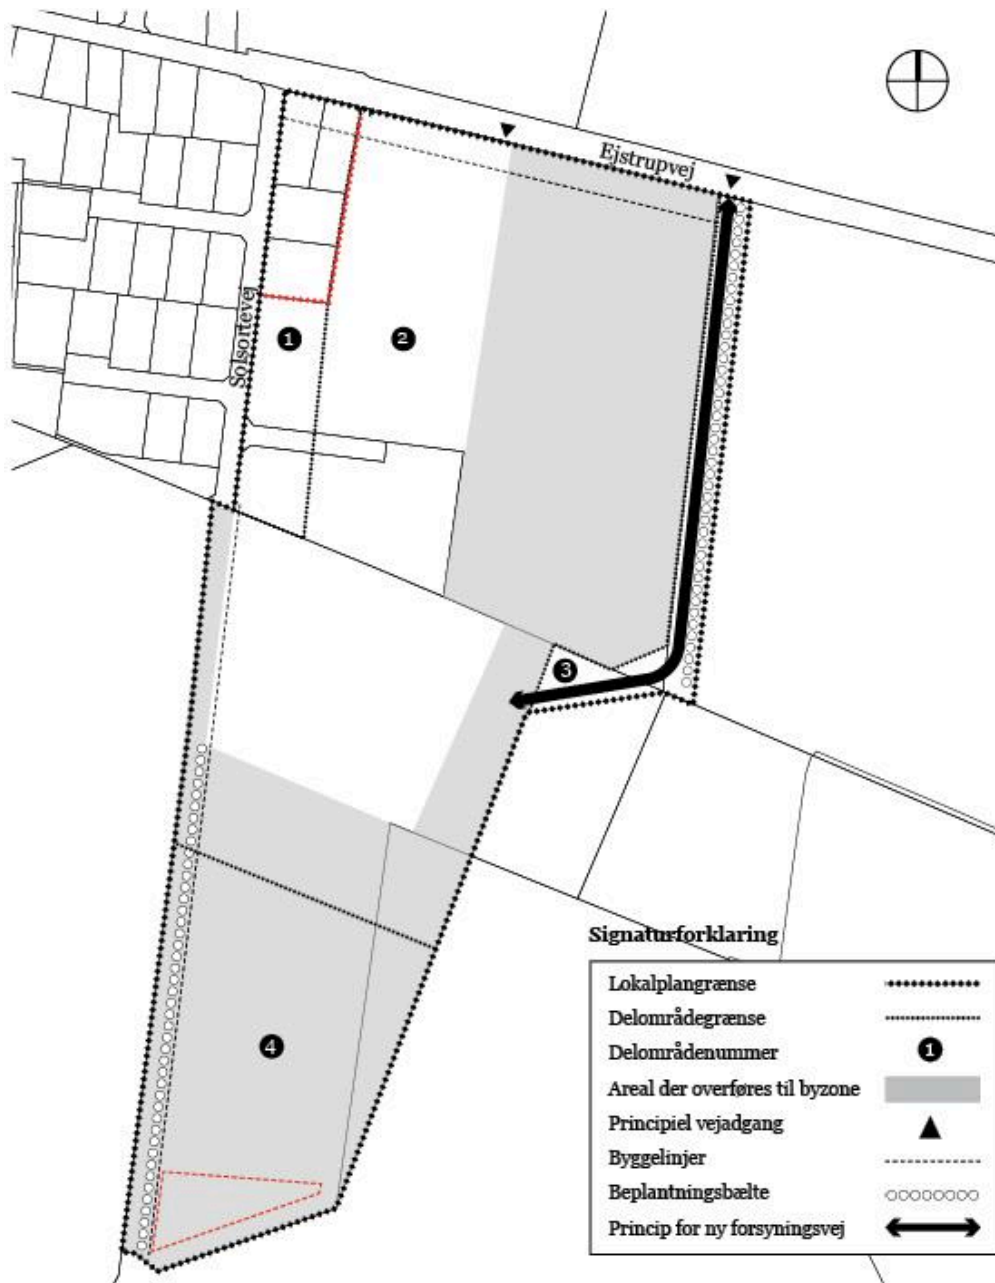 Ejstrupvej
Solsortevej
1
2
3
4
Signaturforklaring
Lokalplangrænse
Delområdegrænse
Delområdenummer
1
Areal der overføres til byzone
Principiel vejadgang
Byggelinjer
Beplantningsbælte
Princip for ny forsyningsvej